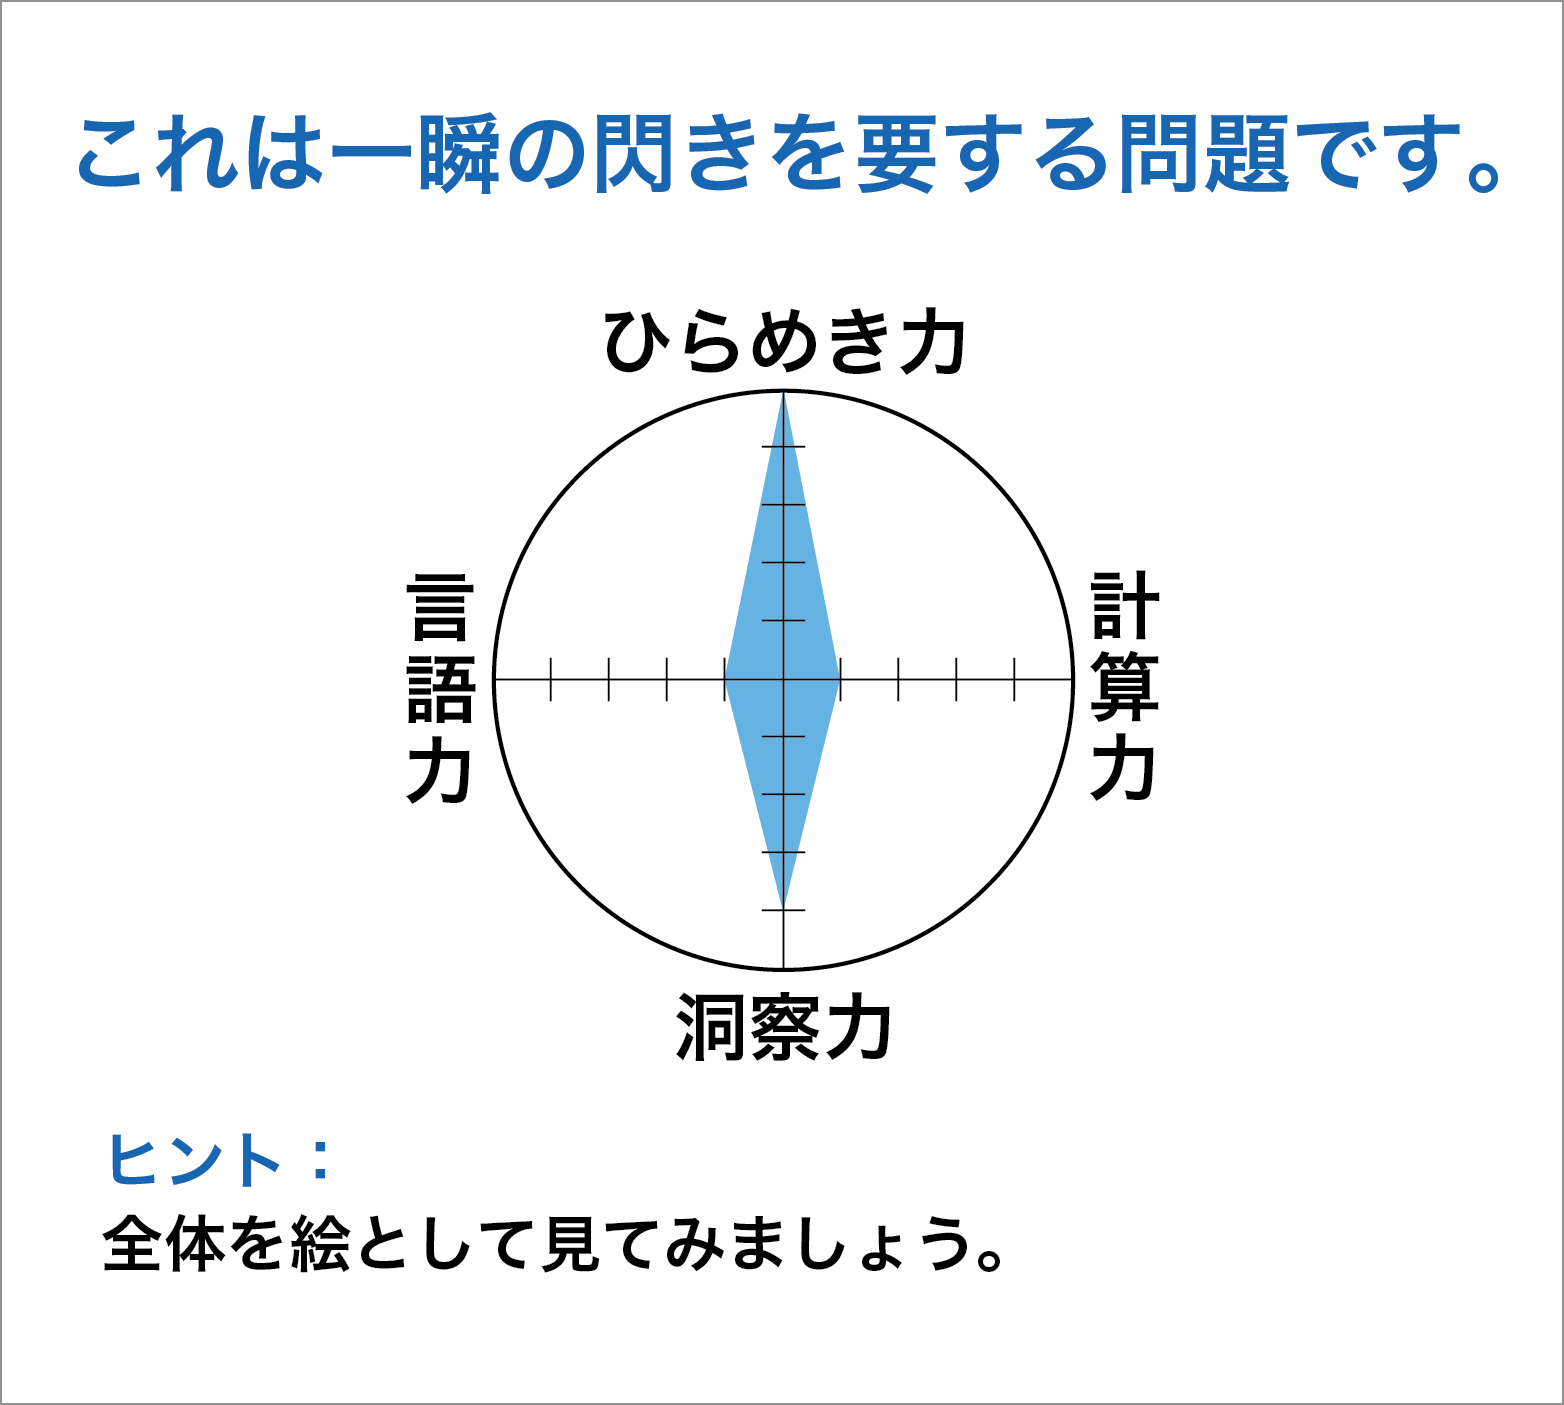 これは一瞬の閃きを要する問題です。
ひらめき力
言語力
計算力
洞察力
ヒント：
全体を絵として見てみましょう。